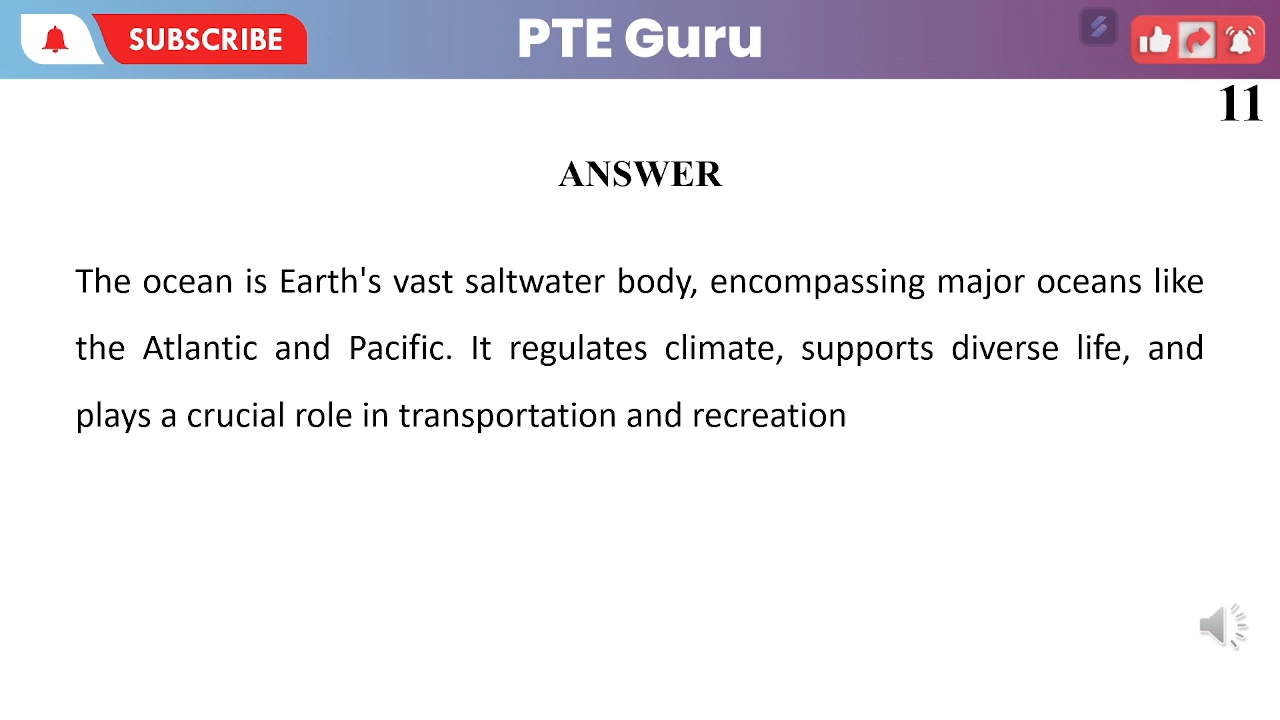 SUBSCRIBE
PTE Guru
11
ANSWER
The ocean is Earth's vast saltwater body, encompassing major oceans like
the Atlantic and Pacific. It regulates climate, supports diverse life, and
plays a crucial role in transportation and recreation